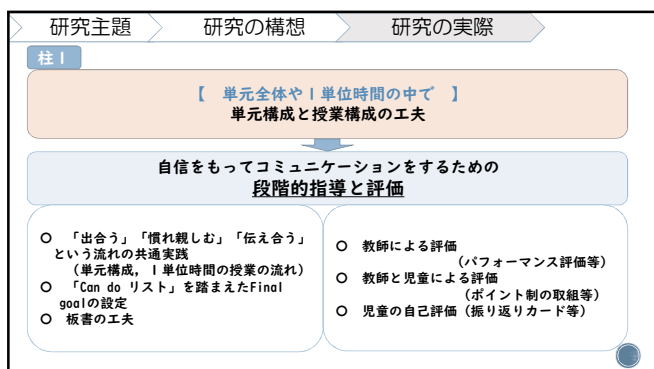 研究主題
研究の構想
研究の実際
柱1
【 単元全体や1単位時間の中で 】
単元構成と授業構成の工夫
自信をもってコミュニケーションをするための
段階的指導と評価
○ 「出合う」「慣れ親しむ」「伝え合う」
という流れの共通実践
(単元構成，1単位時間の授業の流れ)
○ 「Can do リスト」を踏まえたFinal
goalの設定
○ 板書の工夫
○ 教師による評価
(パフォーマンス評価等)
○ 教師と児童による評価
(ポイント制の取組等)
○ 児童の自己評価(振り返りカード等)